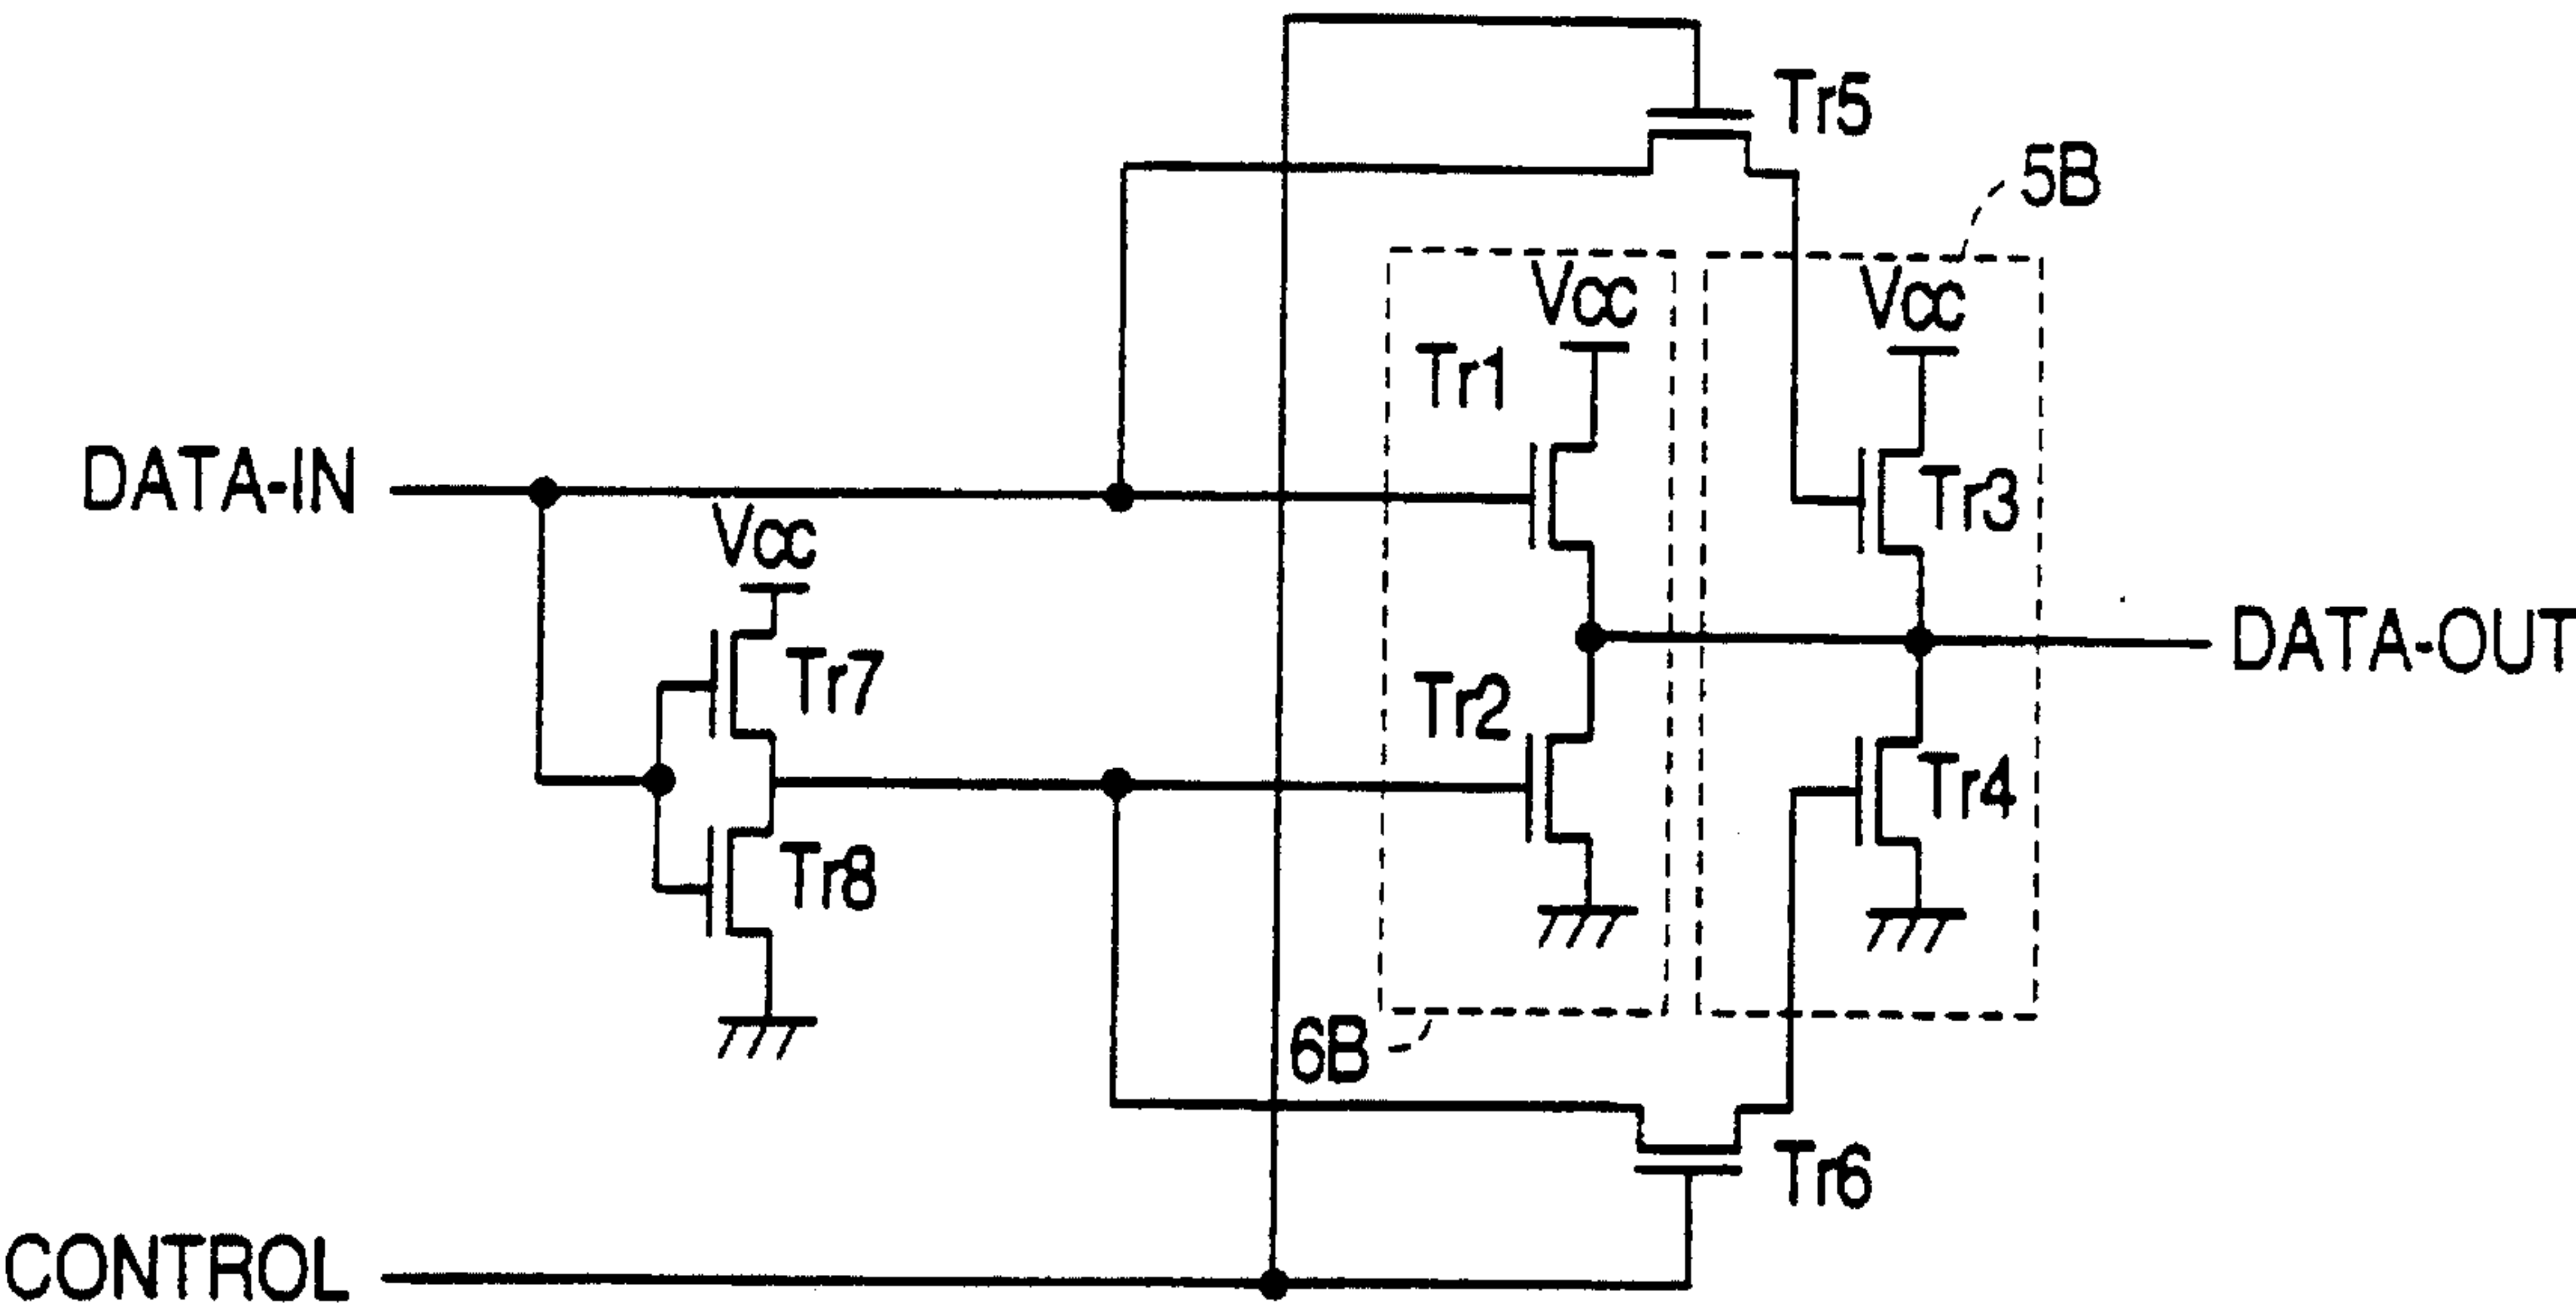 Tr5
5B
Vcc
Vcc
Tr1
DATA-IN
Tr3
Vcc
DATA-OUT
Tr7
Tr2
Tr4
Tr8
6B
Tr6
CONTROL